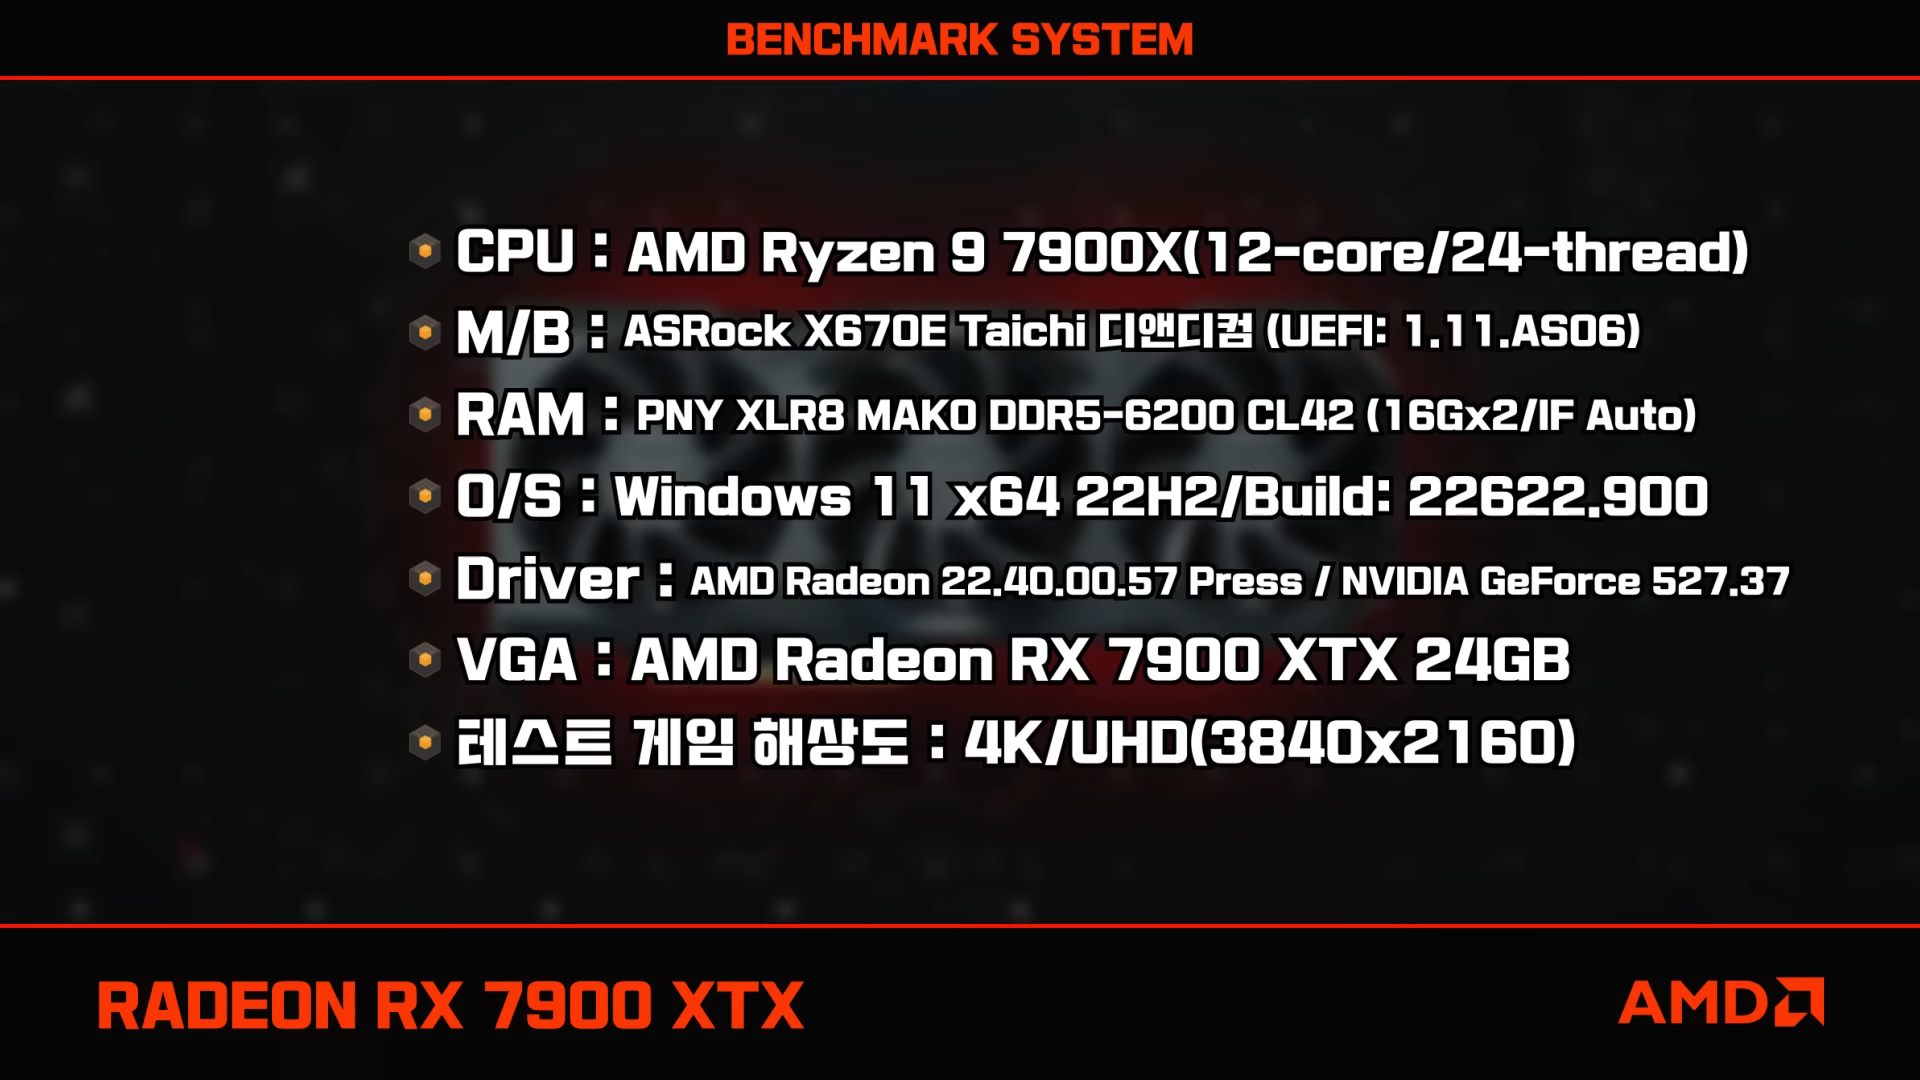 BENCHMARK SYSTEM
CPU : AMD Ryzen 9 7900X(12-core/24-thread)
M/B : ASRock X670E Taichi 디앤디컴 (UEFI: 1.11.AS06)
RAM : PNY XLR8 MAKO DDR5-6200 CL42 (16Gx2/IF Auto)
O/S : Windows 11 x64 22H2/Build: 22622.900
Driver : AMD Radeon 22.40.00.57 Press / NVIDIA GeForce 527.37
VGA : AMD Radeon RX 7900 XTX 24GB
테스트 게임 해상도 : 4K/UHD(3840x2160)
RADEON RX 7900 XTX
AMD